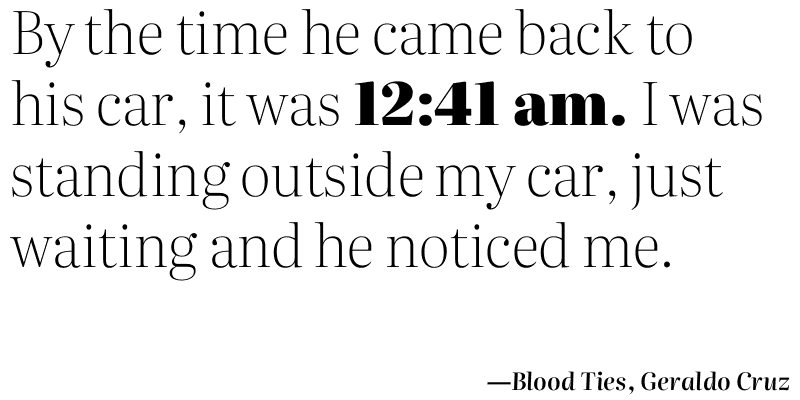 By the time he came back to
his car, it was 12:41 am. I was
standing outside my car, just
waiting and he noticed me.
—Blood Ties, Geraldo Cruz